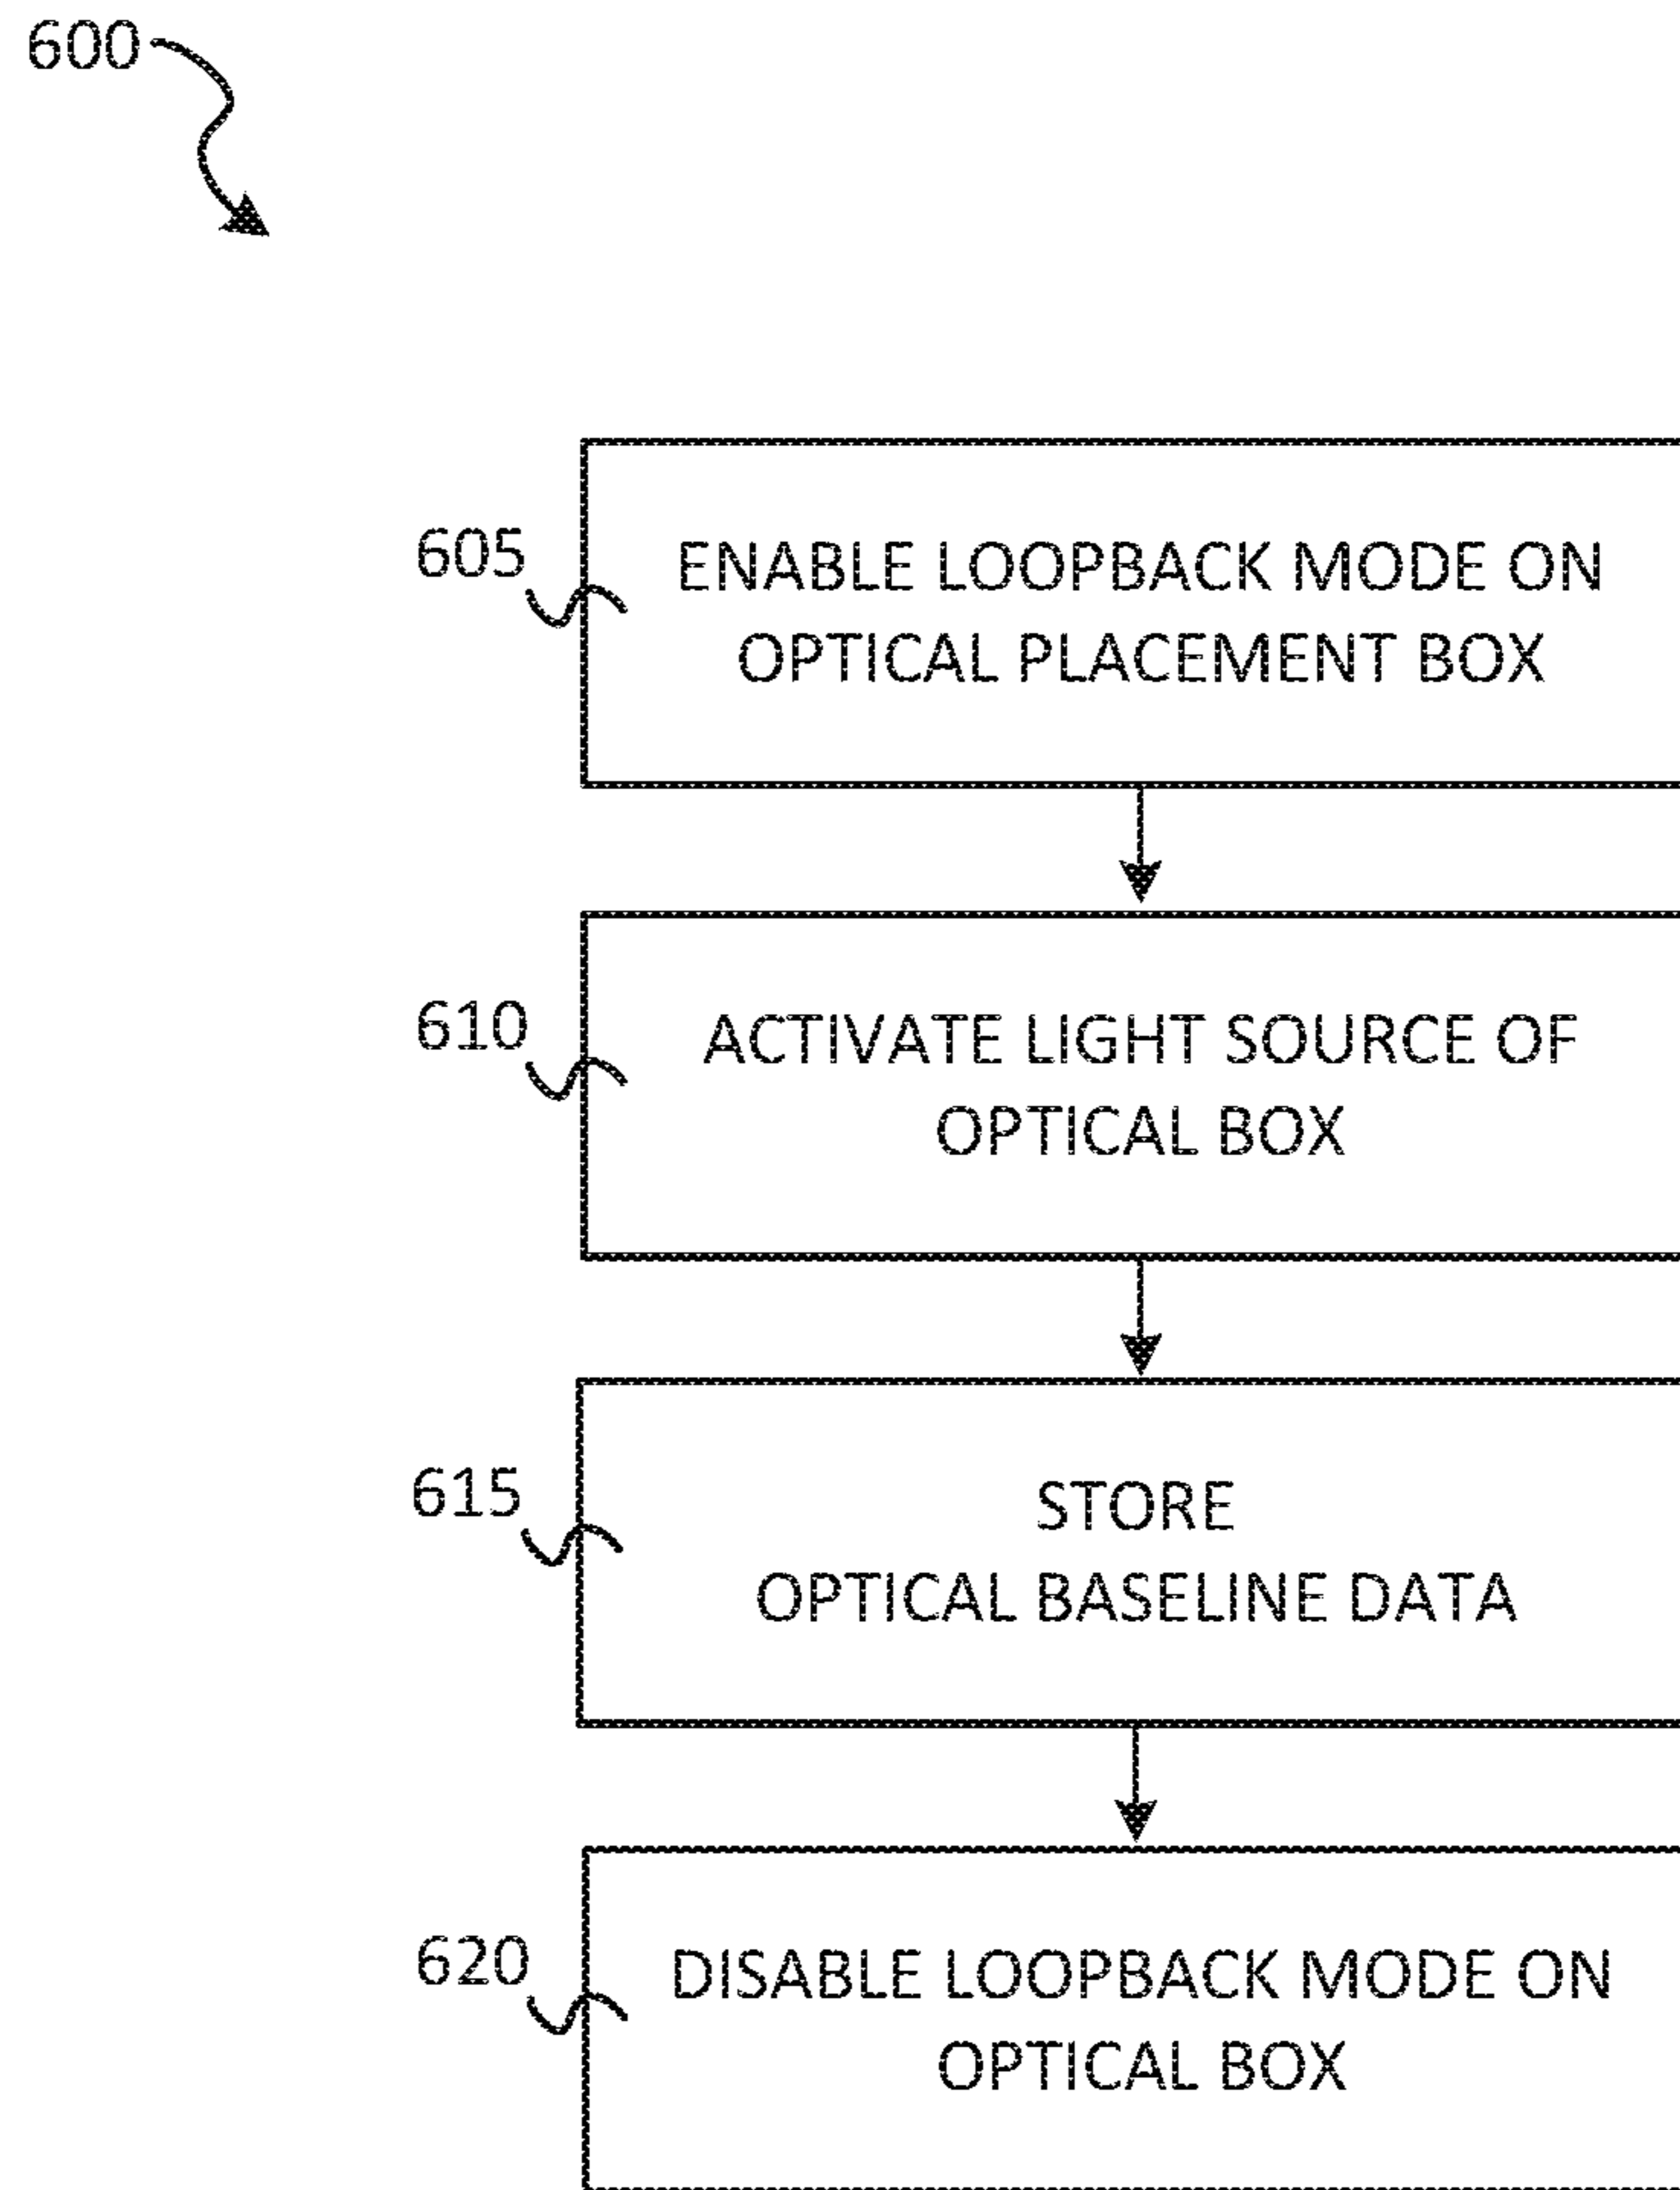 600
605
ENABLE LOOPBACK MODE ON
OPTICAL PLACEMENT BOX
610
ACTIVATE LIGHT SOURCE OF
OPTICAL BOX
615
STORE
OPTICAL BASELINE DATA
620
DISABLE LOOPBACK MODE ON
OPTICAL BOX